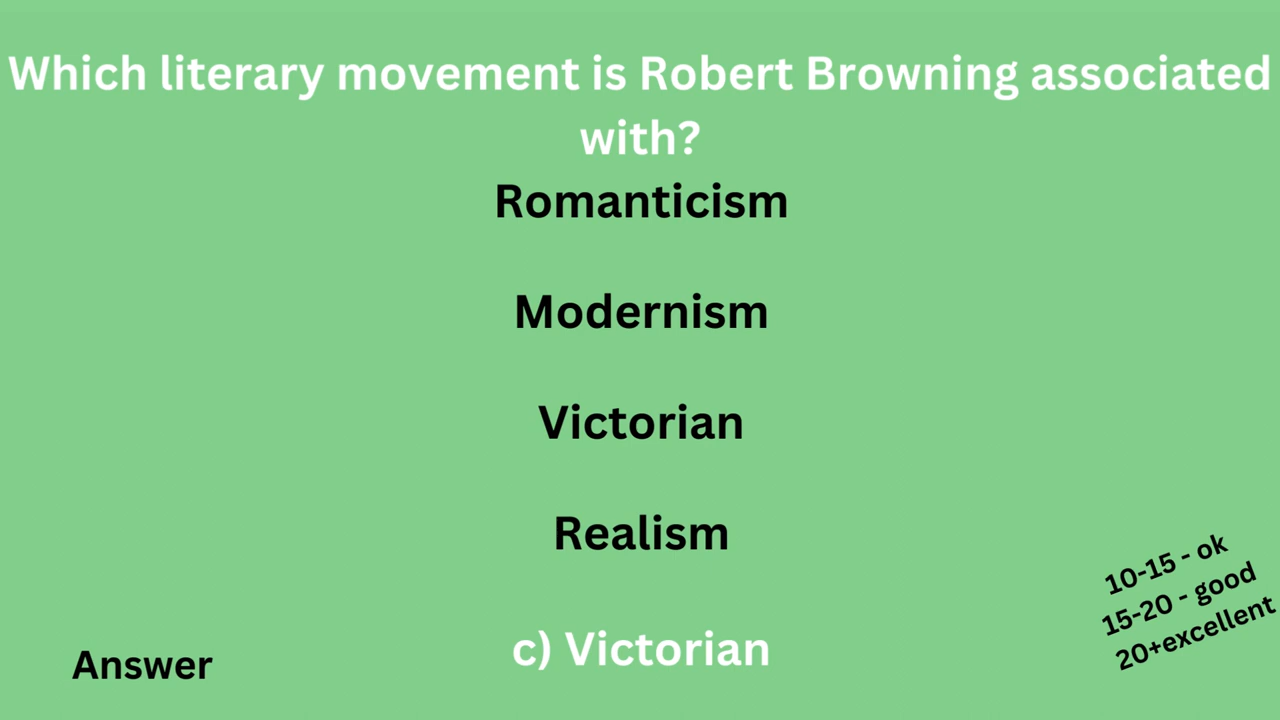 Which literary movement is Robert Browning associated
with?
Romanticism
Modernism
Victorian
Realism
c) Victorian
Answer
10-15 - ok
15-20 - good
20+excellent